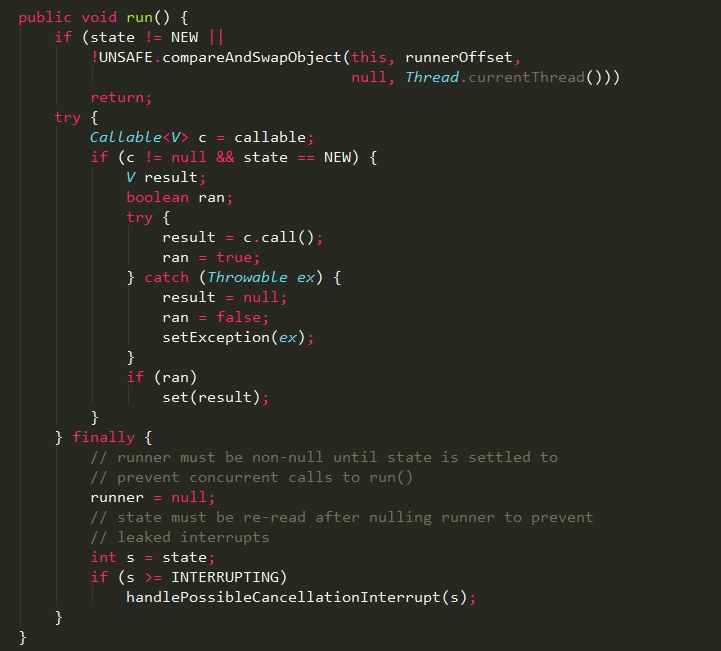 public void run() {
    if (state != NEW ||
        !UNSAFE.compareAndSwapObject(this, runnerOffset,
                                     null, Thread.currentThread()))
        return;
    try {
        Callable<V> c = callable;
        if (c != null && state == NEW) {
            V result;
            boolean ran;
            try {
                result = c.call();
                ran = true;
            } catch (Throwable ex) {
                result = null;
                ran = false;
                setException(ex);
            }
            if (ran)
                set(result);
        }
    } finally {
        // runner must be non-null until state is settled to
        // prevent concurrent calls to run()
        runner = null;
        // state must be re-read after nulling runner to prevent
        // leaked interrupts
        int s = state;
        if (s >= INTERRUPTING)
            handlePossibleCancellationInterrupt(s);
    }
}